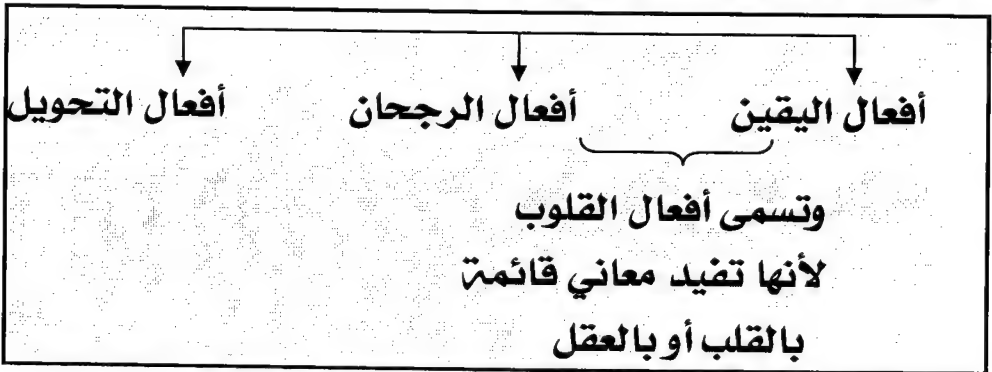 أفعال اليقين أفعال الرجحان أفعال التحويل
وتسمى أفعال القلوب
لأنها تفيد معاني قائمة
بالقلب أو بالعقل